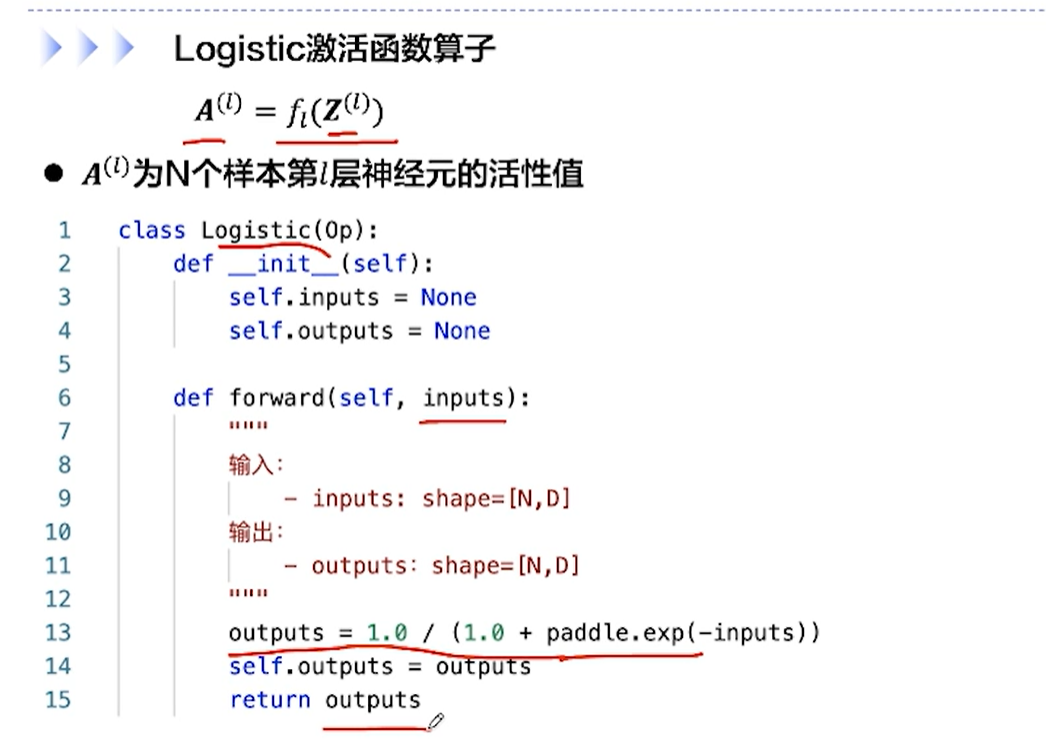 Logistic激活函数算子
A^(l) = f_l(Z^(l))
● A^(l)为N个样本第l层神经元的活性值
1 class Logistic(Op):
2 def __init__(self):
3 self.inputs = None
4 self.outputs = None
5
6 def forward(self, inputs):
7 """
8 输入:
9 - inputs: shape=[N,D]
10 输出:
11 - outputs: shape=[N,D]
12 """
13 outputs = 1.0 / (1.0 + paddle.exp(-inputs))
14 self.outputs = outputs
15 return outputs